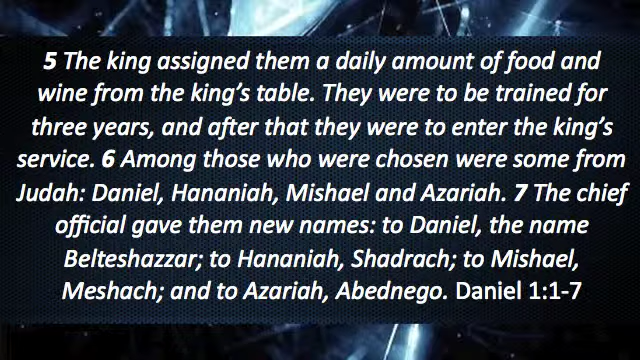 5 The king assigned them a daily amount of food and
wine from the king’s table. They were to be trained for
three years, and after that they were to enter the king’s
service. 6 Among those who were chosen were some from
Judah: Daniel, Hananiah, Mishael and Azariah. 7 The chief
official gave them new names: to Daniel, the name
Belteshazzar; to Hananiah, Shadrach; to Mishael,
Meshach; and to Azariah, Abednego. Daniel 1:1-7